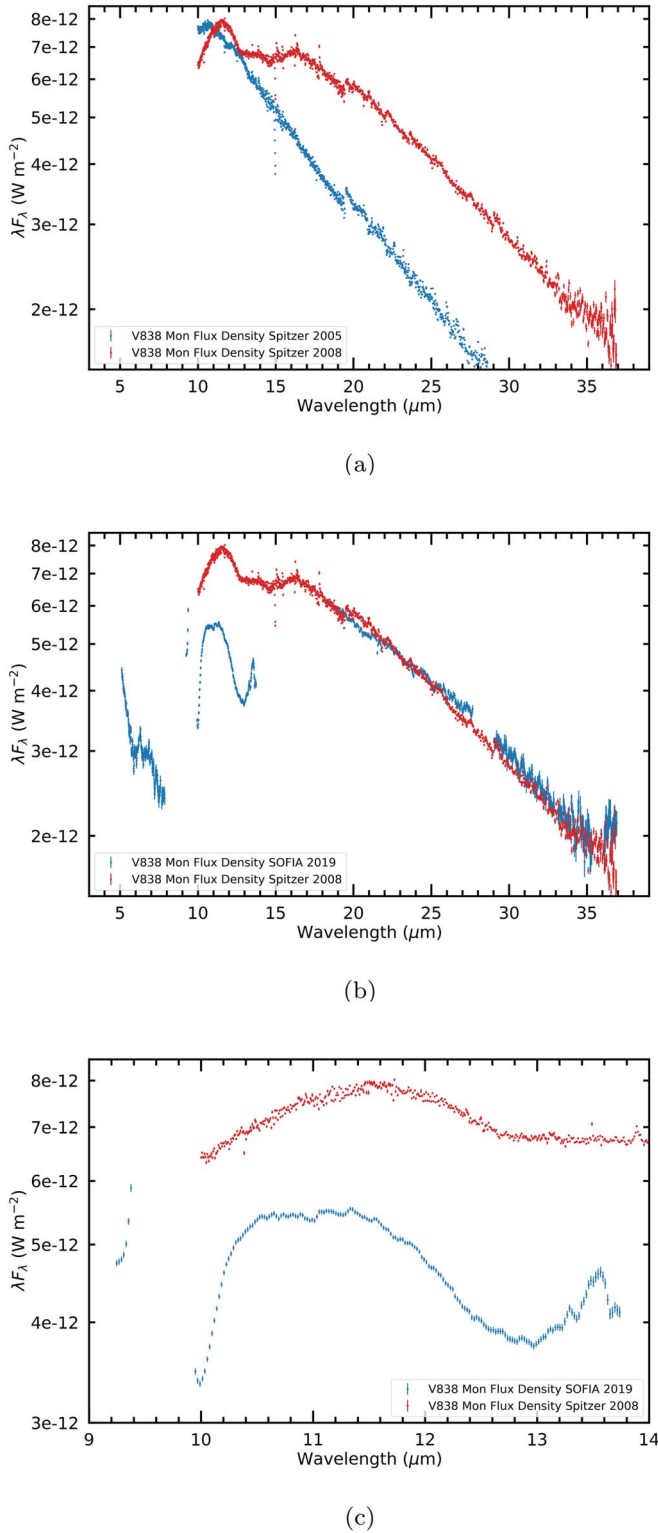 8e-12
7e-12
6e-12
5e-12
4e-12
3e-12
2e-12
λF_λ (W m⁻²)
V838 Mon Flux Density Spitzer 2005
V838 Mon Flux Density Spitzer 2008
5 10 15 20 25 30 35
Wavelength (μm)
(a)
8e-12
7e-12
6e-12
5e-12
4e-12
3e-12
2e-12
λF_λ (W m⁻²)
V838 Mon Flux Density SOFIA 2019
V838 Mon Flux Density Spitzer 2008
5 10 15 20 25 30 35
Wavelength (μm)
(b)
8e-12
7e-12
6e-12
5e-12
4e-12
3e-12
λF_λ (W m⁻²)
V838 Mon Flux Density SOFIA 2019
V838 Mon Flux Density Spitzer 2008
9 10 11 12 13 14
Wavelength (μm)
(c)